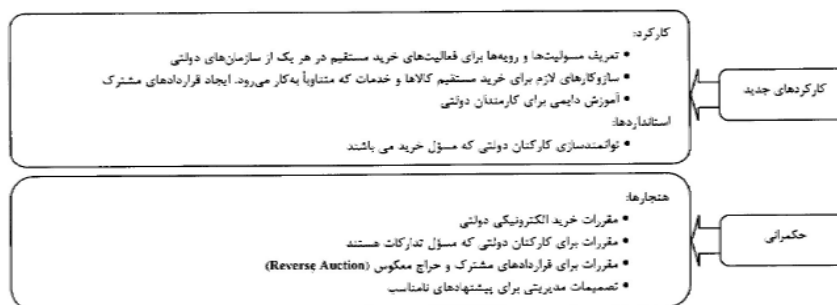 کارکرد:
• تعریف مسولیت‌ها و رویه‌ها برای فعالیت‌های خرید مستقیم در هر یک از سازمان‌های دولتی
• سازوکارهای لازم برای خرید مستقیم کالاها و خدمات که متناوباً به‌کار می‌رود. ایجاد قراردادهای مشترک
• آموزش دایمی برای کارمندان دولتی
استانداردها:
• توانمندسازی کارکنان دولتی که مسؤل خرید می باشند
کارکردهای جدید
هنجارها:
• مقررات خرید الکترونیکی دولتی
• مقررات برای کارکنان دولتی که مسؤل تدارکات هستند
• مقررات برای قراردادهای مشترک و حراج معکوس (Reverse Auction)
• تصمیمات مدیریتی برای پیشنهادهای نامناسب
حکمرانی